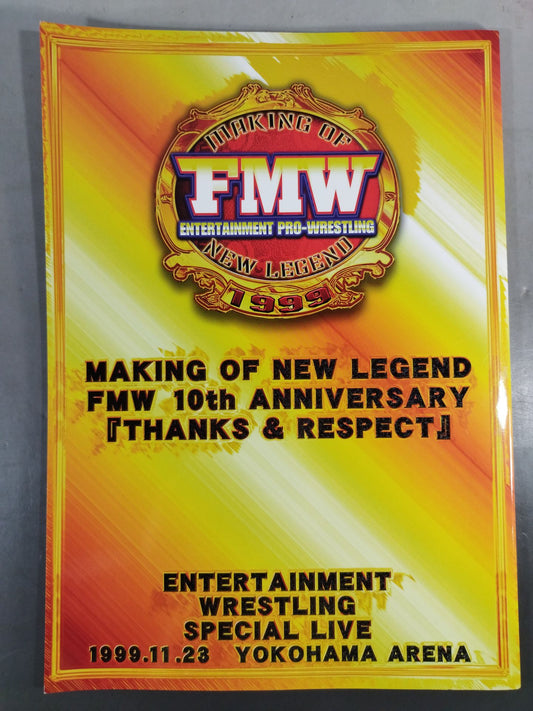 MAKING OF
FMW
ENTERTAINMENT PRO-WRESTLING
NEW LEGEND
1999
MAKING OF NEW LEGEND
FMW 10th ANNIVERSARY
『THANKS & RESPECT』
ENTERTAINMENT
WRESTLING
SPECIAL LIVE
1999.11.23 YOKOHAMA ARENA